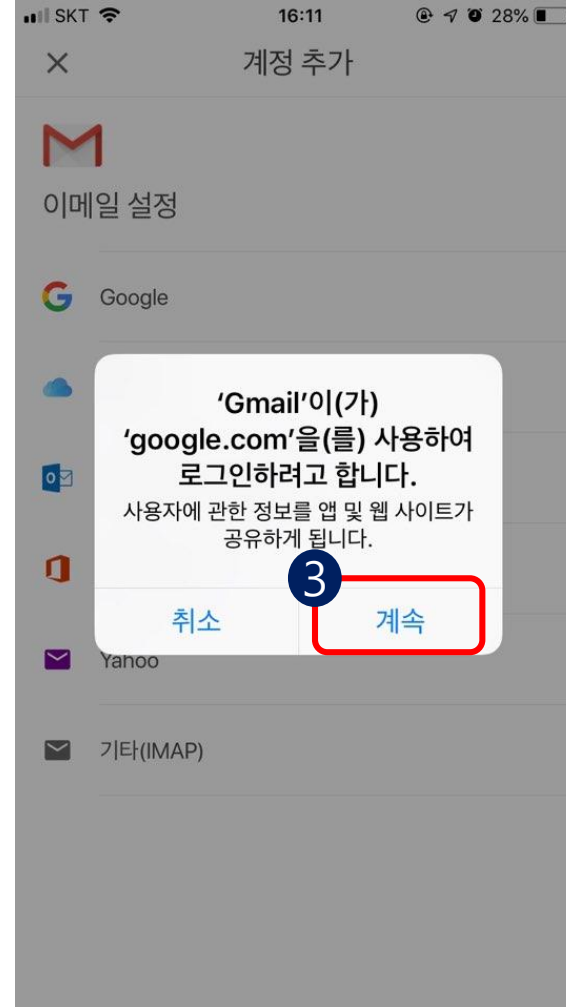 SKT 16:11 28%
계정 추가
이메일 설정
Google
'Gmail'이(가)
'google.com'을(를) 사용하여
로그인하려고 합니다.
사용자에 관한 정보를 앱 및 웹 사이트가
공유하게 됩니다.
3
취소 계속
Yahoo
기타(IMAP)